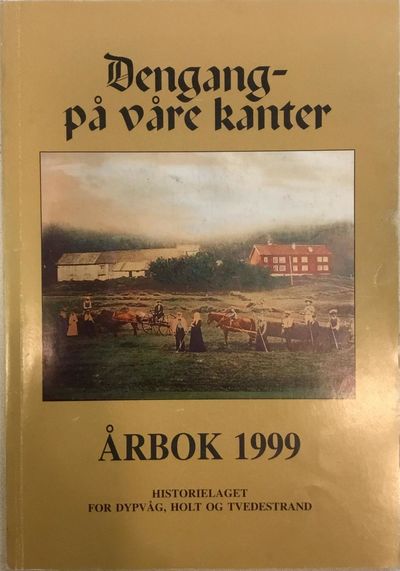 Dengang-
på våre kanter
ÅRBOK 1999
HISTORIELAGET
FOR DYPVÅG, HOLT OG TVEDESTRAND